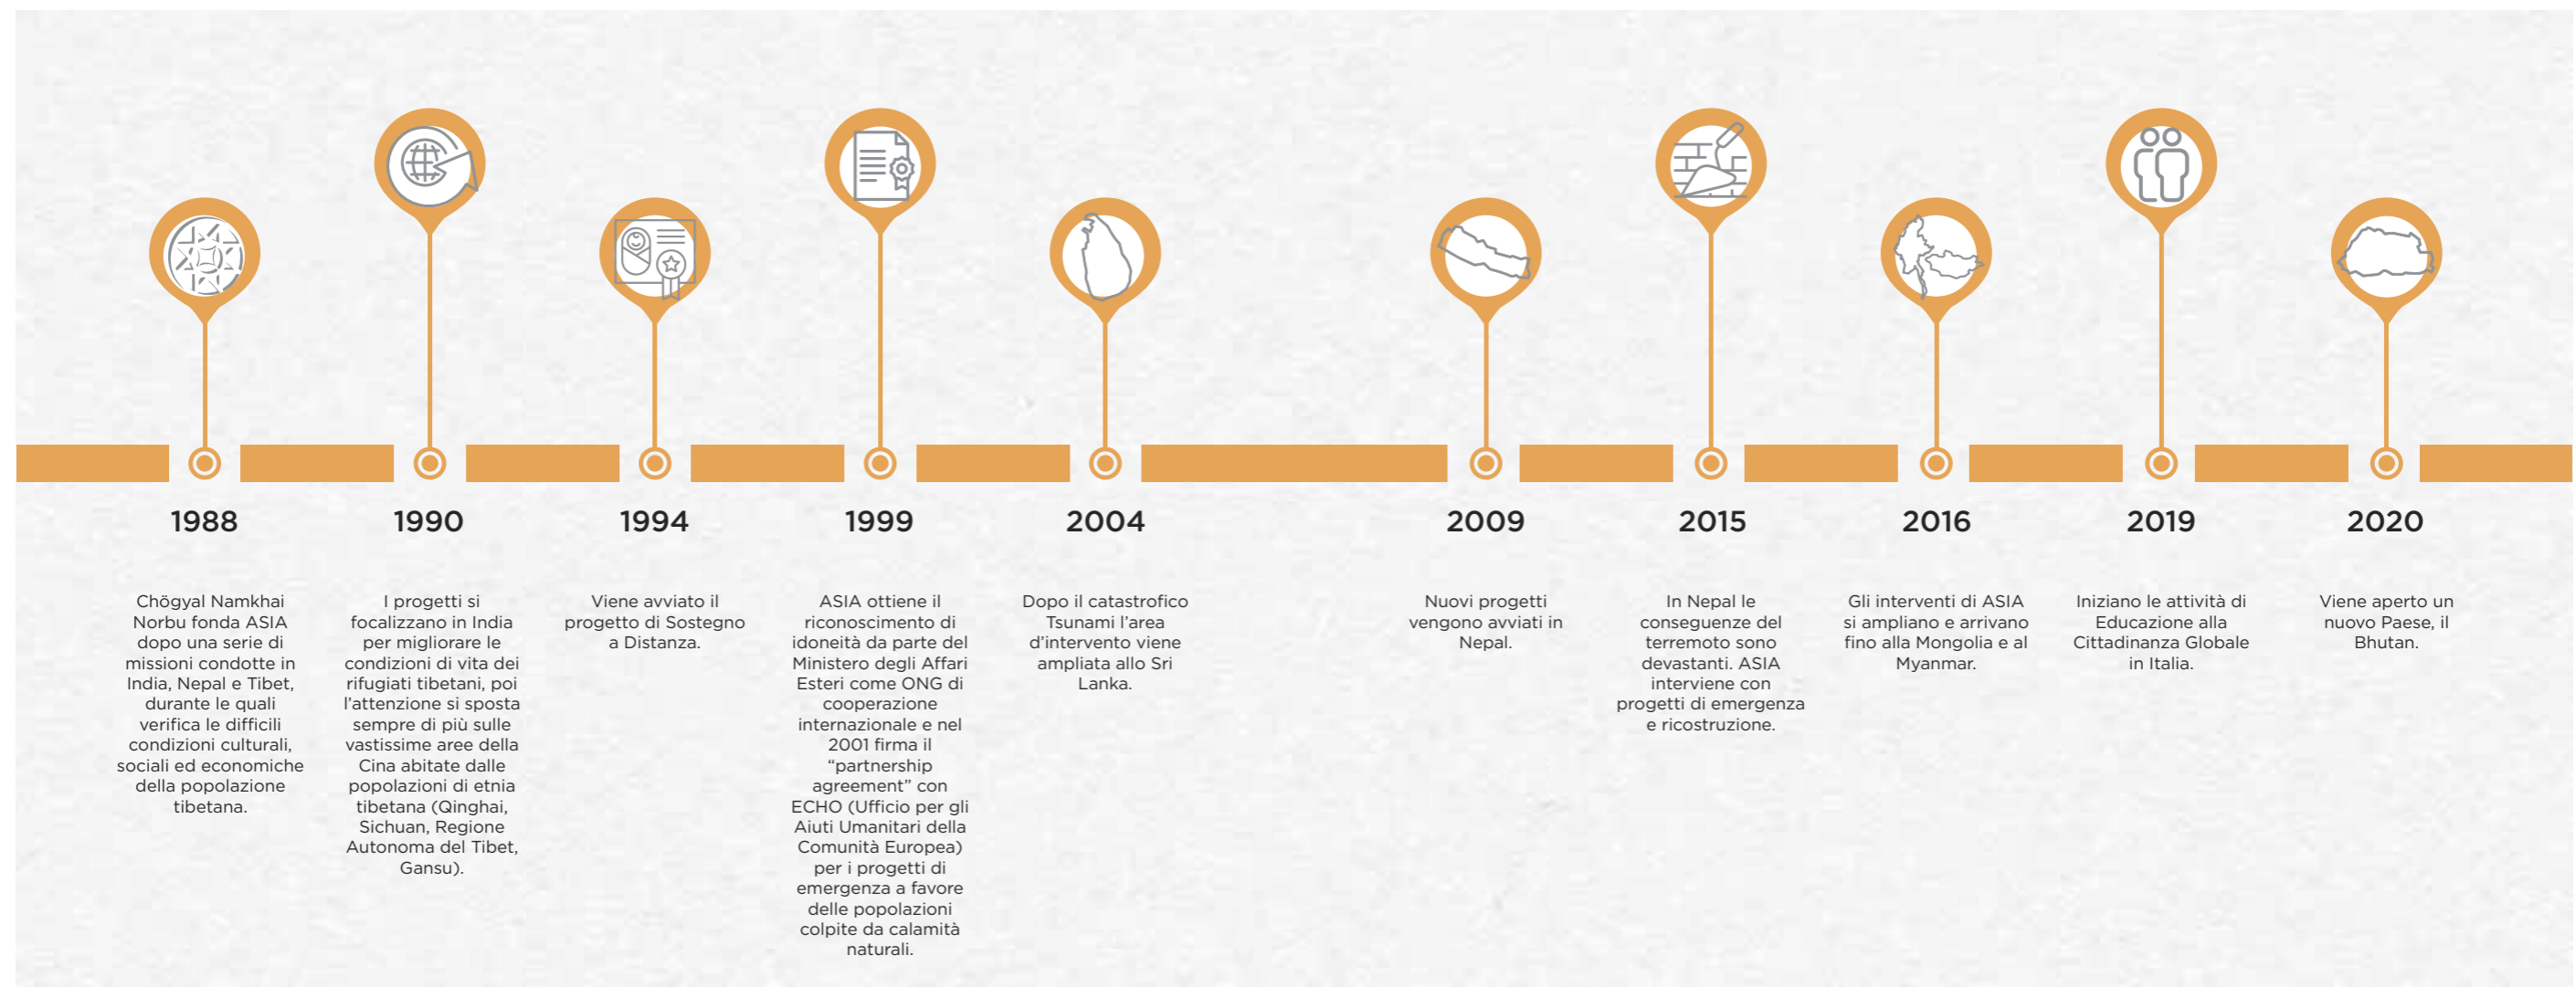 1988
Chögyal Namkhai
Norbu fonda ASIA
dopo una serie di
missioni condotte in
India, Nepal e Tibet,
durante le quali
verifica le difficili
condizioni culturali,
sociali ed economiche
della popolazione
tibetana.
1990
I progetti si
focalizzano in India
per migliorare le
condizioni di vita dei
rifugiati tibetani, poi
l’attenzione si sposta
sempre di più sulle
vastissime aree della
Cina abitate dalle
popolazioni di etnia
tibetana (Qinghai,
Sichuan, Regione
Autonoma del Tibet,
Gansu).
1994
Viene avviato il
progetto di Sostegno
a Distanza.
1999
ASIA ottiene il
riconoscimento di
idoneità da parte del
Ministero degli Affari
Esteri come ONG di
cooperazione
internazionale e nel
2001 firma il
“partnership
agreement” con
ECHO (Ufficio per gli
Aiuti Umanitari della
Comunità Europea)
per i progetti di
emergenza a favore
delle popolazioni
colpite da calamità
naturali.
2004
Dopo il catastrofico
Tsunami l’area
d’intervento viene
ampliata allo Sri
Lanka.
2009
Nuovi progetti
vengono avviati in
Nepal.
2015
In Nepal le
conseguenze del
terremoto sono
devastanti. ASIA
interviene con
progetti di emergenza
e ricostruzione.
2016
Gli interventi di ASIA
si ampliano e arrivano
fino alla Mongolia e al
Myanmar.
2019
Iniziano le attività di
Educazione alla
Cittadinanza Globale
in Italia.
2020
Viene aperto un
nuovo Paese, il
Bhutan.